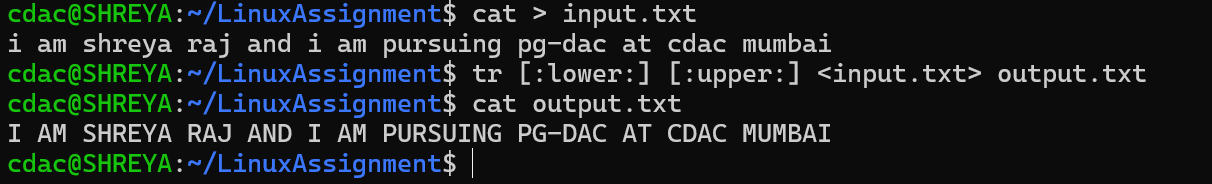 cdac@SHREYA:~/LinuxAssignment$ cat > input.txt
i am shreya raj and i am pursuing pg-dac at cdac mumbai
cdac@SHREYA:~/LinuxAssignment$ tr [:lower:] [:upper:] <input.txt> output.txt
cdac@SHREYA:~/LinuxAssignment$ cat output.txt
I AM SHREYA RAJ AND I AM PURSUING PG-DAC AT CDAC MUMBAI
cdac@SHREYA:~/LinuxAssignment$